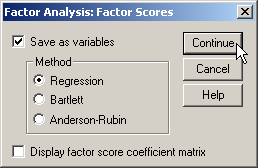 Factor Analysis: Factor Scores
Save as variables
Continue
Method
Regression
Cancel
Bartlett
Help
Anderson-Rubin
Display factor score coefficient matrix